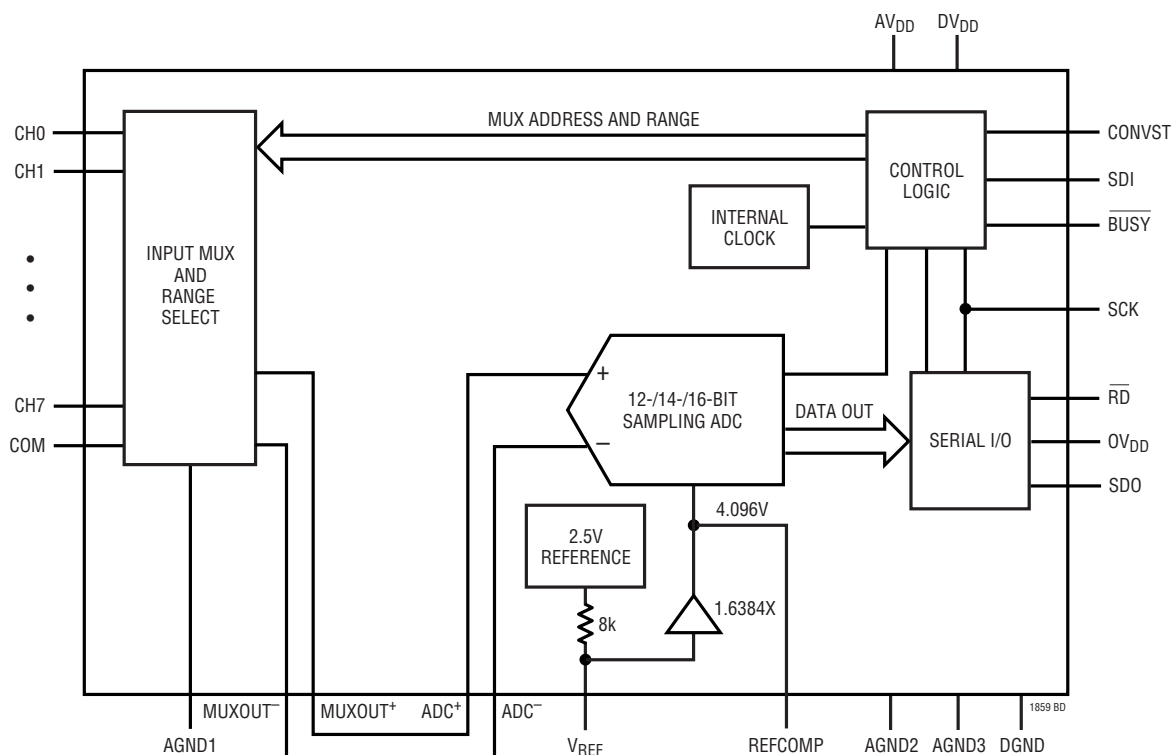 AVDD DVDD
CH0
CH1
CH7
COM
INPUT MUX
AND
RANGE
SELECT
MUX ADDRESS AND RANGE
INTERNAL
CLOCK
CONTROL
LOGIC
CONVST
SDI
BUSY
SCK
+
−
12-/14-/16-BIT
SAMPLING ADC
DATA OUT
SERIAL I/O
RD
OVDD
SDO
2.5V
REFERENCE
8k
4.096V
1.6384X
MUXOUT− MUXOUT+ ADC+ ADC−
1859 BD
AGND1 VREF REFCOMP AGND2 AGND3 DGND